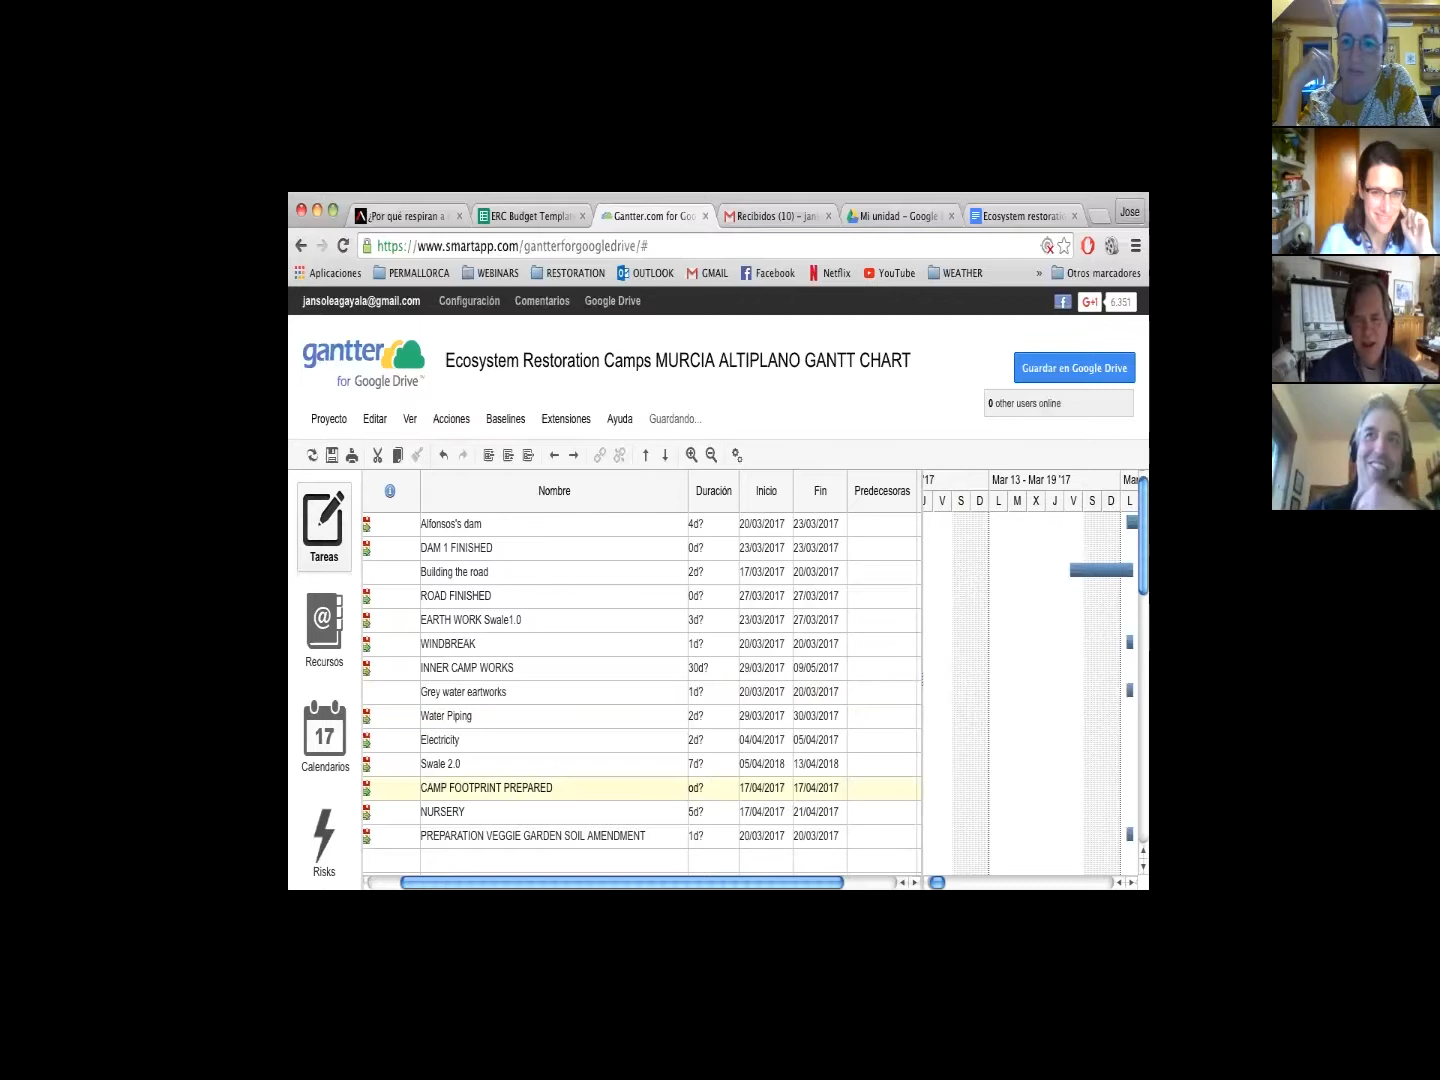 ¿Por qué respiran a
ERC Budget Templa
Gantter.com for Goo
Recibidos (10) – jan
Mi unidad – Google
Ecosystem restorati
Jose
https://www.smartapp.com/gantterforgoogledrive/#
Aplicaciones PERMALLORCA WEBINARS RESTORATION OUTLOOK GMAIL Facebook Netflix YouTube WEATHER » Otros marcadores
jansoleagayala@gmail.com Configuración Comentarios Google Drive G+1 6.351
gantter
for Google Drive™
Ecosystem Restoration Camps MURCIA ALTIPLANO GANTT CHART
Guardar en Google Drive
0 other users online
Proyecto Editar Ver Acciones Baselines Extensiones Ayuda Guardando...
Nombre Duración Inicio Fin Predecesoras
'17 Mar 13 - Mar 19 '17 Mar
J V S D L M X J V S D L
Alfonsos's dam 4d? 20/03/2017 23/03/2017
DAM 1 FINISHED 0d? 23/03/2017 23/03/2017
Building the road 2d? 17/03/2017 20/03/2017
ROAD FINISHED 0d? 27/03/2017 27/03/2017
EARTH WORK Swale1.0 3d? 23/03/2017 27/03/2017
WINDBREAK 1d? 20/03/2017 20/03/2017
INNER CAMP WORKS 30d? 29/03/2017 09/05/2017
Grey water eartworks 1d? 20/03/2017 20/03/2017
Water Piping 2d? 29/03/2017 30/03/2017
Electricity 2d? 04/04/2017 05/04/2017
Swale 2.0 7d? 05/04/2018 13/04/2018
CAMP FOOTPRINT PREPARED od? 17/04/2017 17/04/2017
NURSERY 5d? 17/04/2017 21/04/2017
PREPARATION VEGGIE GARDEN SOIL AMENDMENT 1d? 20/03/2017 20/03/2017
Tareas
@
Recursos
17
Calendarios
Risks